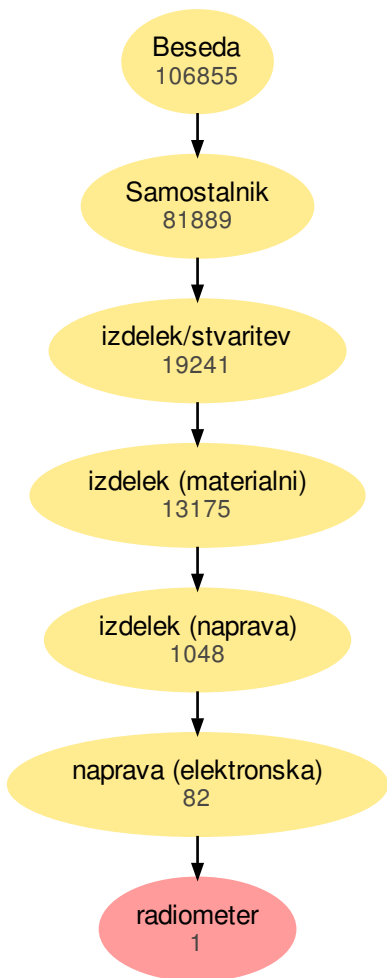 Beseda
106855
Samostalnik
81889
izdelek/stvaritev
19241
izdelek (materialni)
13175
izdelek (naprava)
1048
naprava (elektronska)
82
radiometer
1